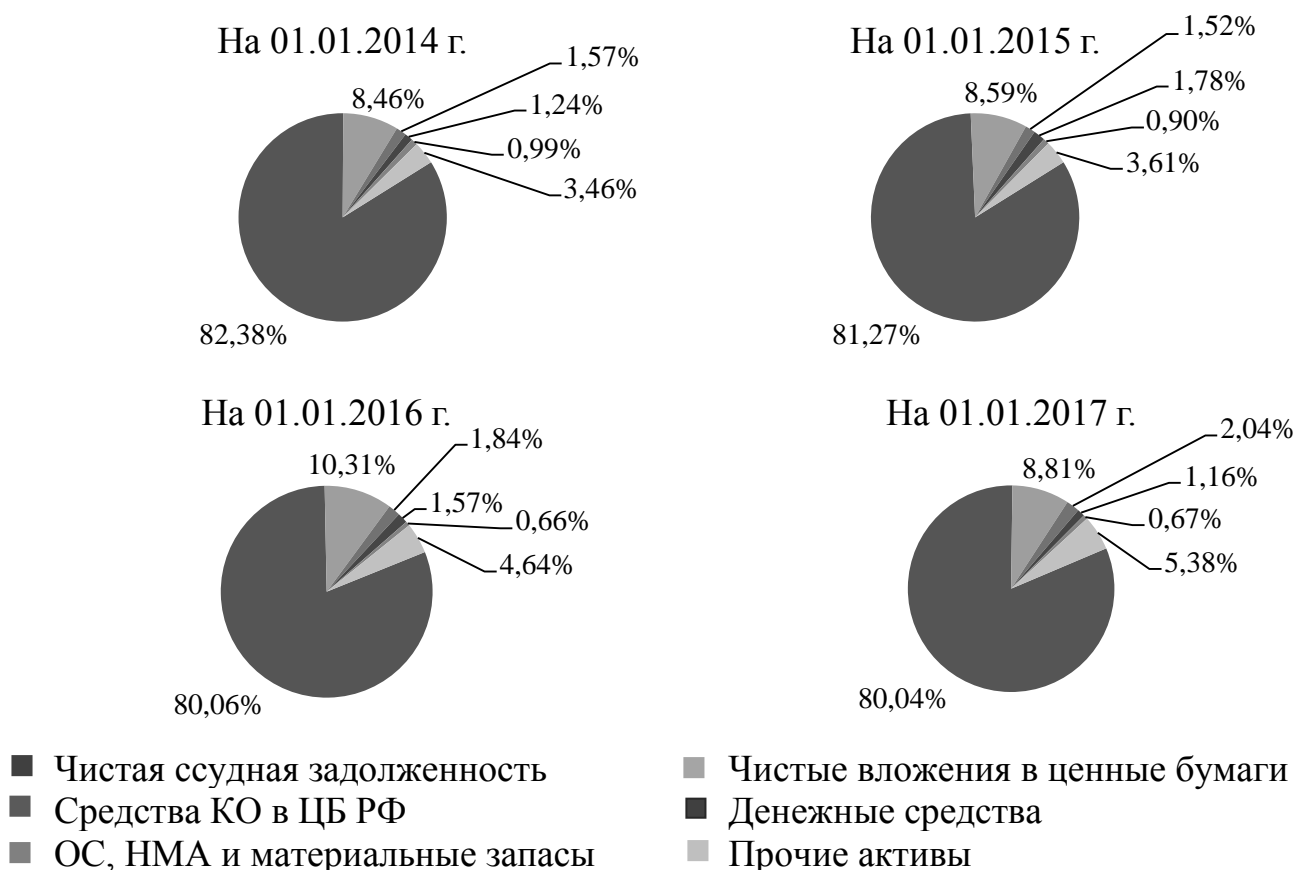 На 01.01.2014 г.
8,46%
1,57%
1,24%
0,99%
3,46%
82,38%
На 01.01.2015 г.
8,59%
1,52%
1,78%
0,90%
3,61%
81,27%
На 01.01.2016 г.
10,31%
1,84%
1,57%
0,66%
4,64%
80,06%
На 01.01.2017 г.
8,81%
2,04%
1,16%
0,67%
5,38%
80,04%
Чистая ссудная задолженность
Чистые вложения в ценные бумаги
Средства КО в ЦБ РФ
Денежные средства
ОС, НМА и материальные запасы
Прочие активы